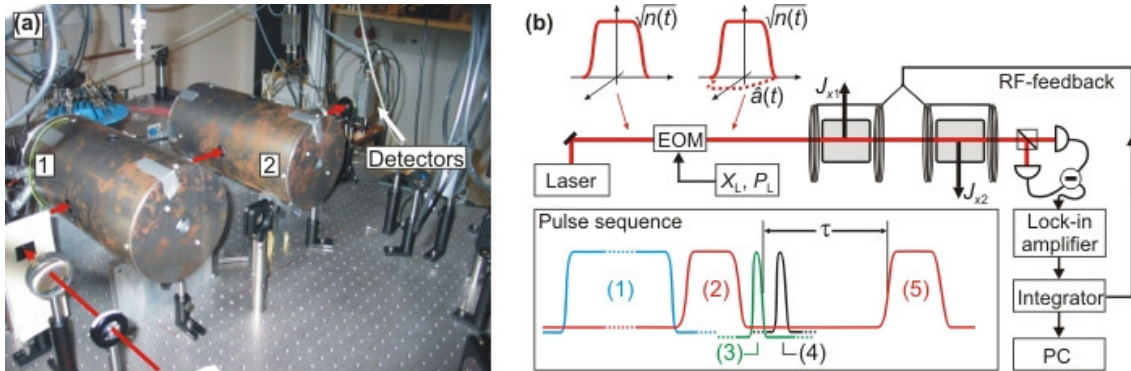 (a)
1
2
Detectors
(b)
√n(t)
√n(t)
â(t)
Jx1
RF-feedback
EOM
Laser
XL, PL
Jx2
Lock-in
amplifier
Integrator
PC
Pulse sequence
τ
(1)
(2)
(5)
(3)
(4)